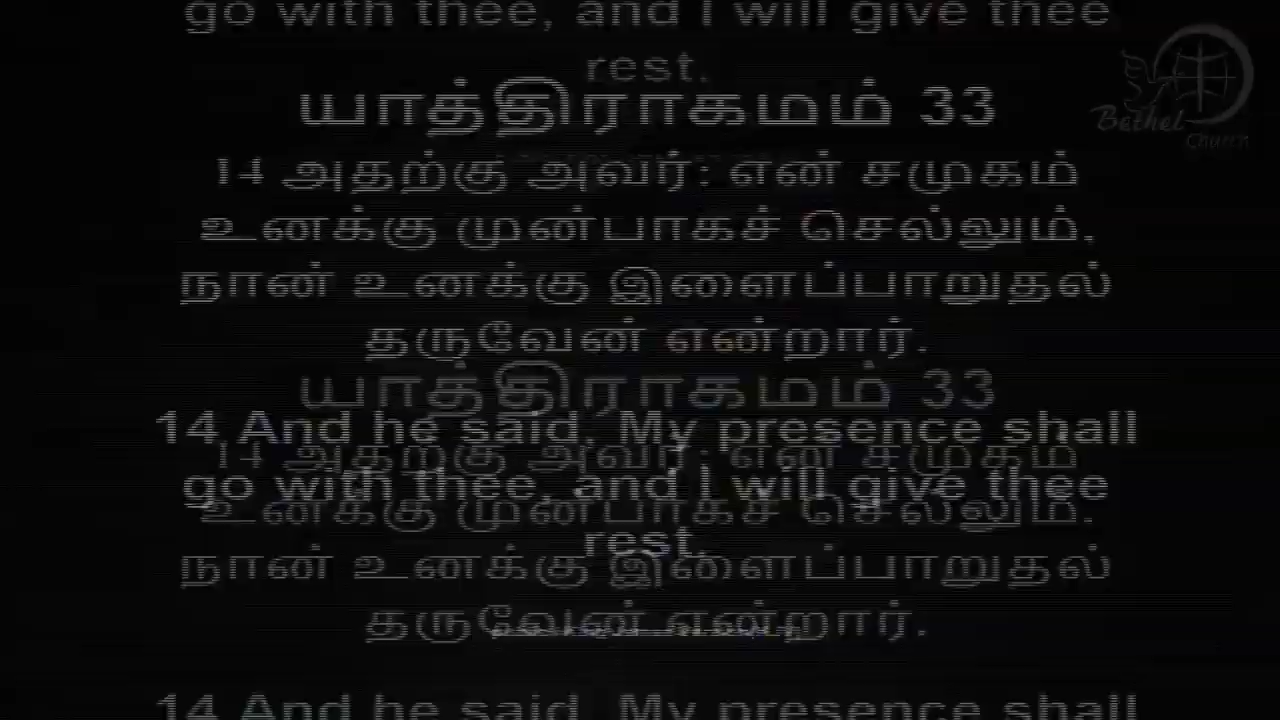 go with thee, and I will give thee
rest.
Bethel
Church
யாத்திராகமம் 33
14 அதற்கு அவர்: என் சமுகம்
உனக்கு முன்பாகச் செல்லும்.
நான் உனக்கு இளைப்பாறுதல்
தருவேன் என்றார்.
யாத்திராகமம் 33
14 And he said, My presence shall
14 அதற்கு அவர்: என் சமுகம்
go with thee, and I will give thee
உனக்கு முன்பாகச் செல்லும்.
rest.
நான் உனக்கு இளைப்பாறுதல்
தருவேன் என்றார்.
14 And he said, My presence shall